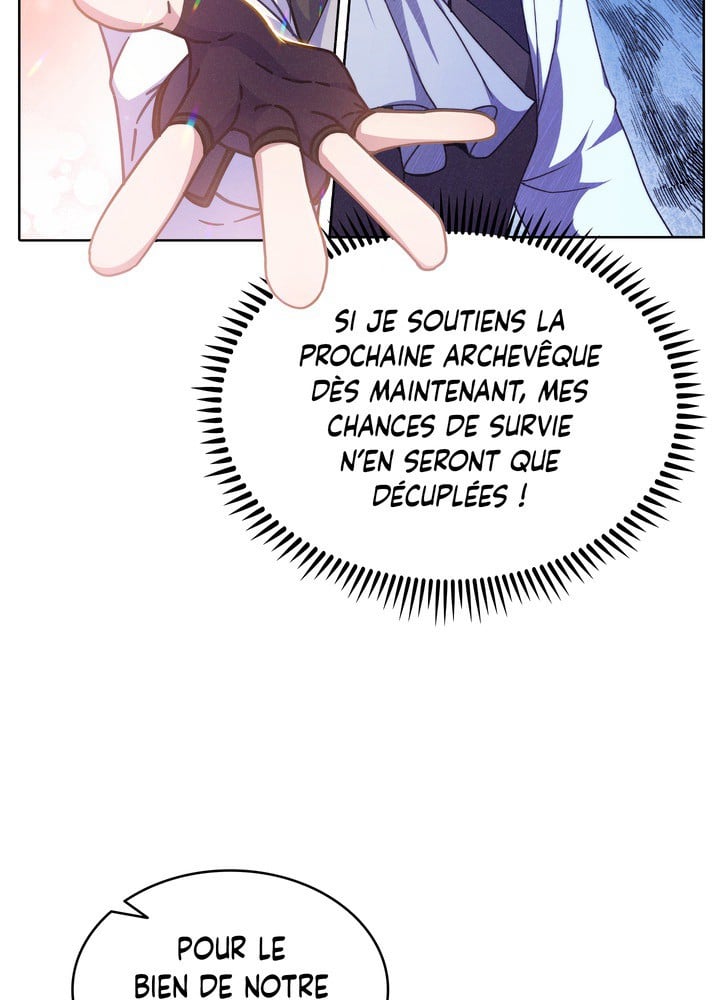 SI JE SOUTIENS LA
PROCHAINE ARCHEVÊQUE
DÈS MAINTENANT, MES
CHANCES DE SURVIE
N'EN SERONT QUE
DÉCUPLÉES !
POUR LE
BIEN DE NOTRE